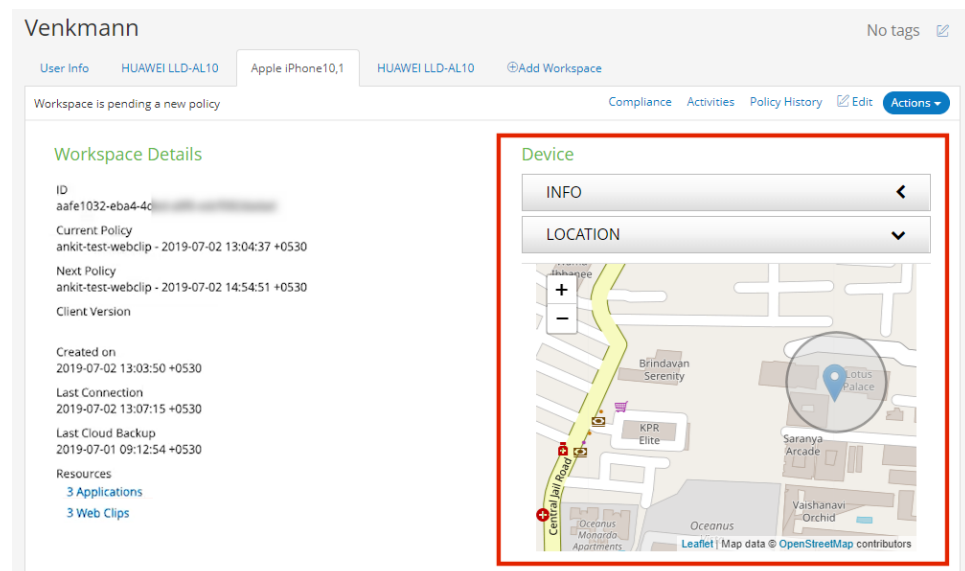 Venkmann
No tags
User Info HUAWEI LLD-AL10 Apple iPhone10,1 HUAWEI LLD-AL10 ⊕Add Workspace
Workspace is pending a new policy
Compliance Activities Policy History Edit Actions
Workspace Details
ID
aafe1032-eba4-4
Current Policy
ankit-test-webclip - 2019-07-02 13:04:37 +0530
Next Policy
ankit-test-webclip - 2019-07-02 14:54:51 +0530
Client Version
Created on
2019-07-02 13:03:50 +0530
Last Connection
2019-07-02 13:07:15 +0530
Last Cloud Backup
2019-07-01 09:12:54 +0530
Resources
3 Applications
3 Web Clips
Device
INFO
LOCATION
Ibbanee
+
−
Brindavan
Serenity
Lotus
Palace
KPR
Elite
Saranya
Arcade
Central Jail Road
Vaishanavi
Orchid
Oceanus
Monarda
Apartments
Oceanus
Leaflet | Map data © OpenStreetMap contributors